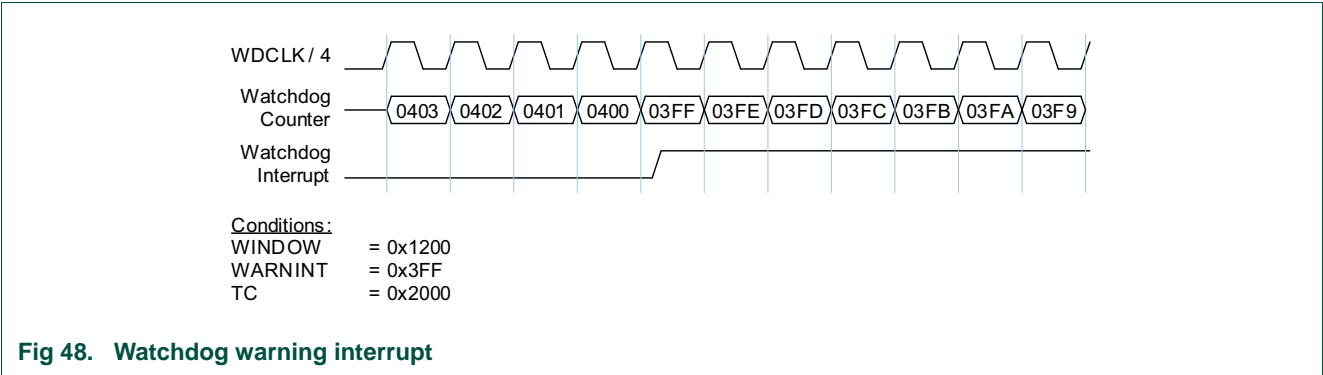 WDCLK / 4
Watchdog Counter
0403 0402 0401 0400 03FF 03FE 03FD 03FC 03FB 03FA 03F9
Watchdog Interrupt
Conditions:
WINDOW = 0x1200
WARNINT = 0x3FF
TC = 0x2000
Fig 48. Watchdog warning interrupt